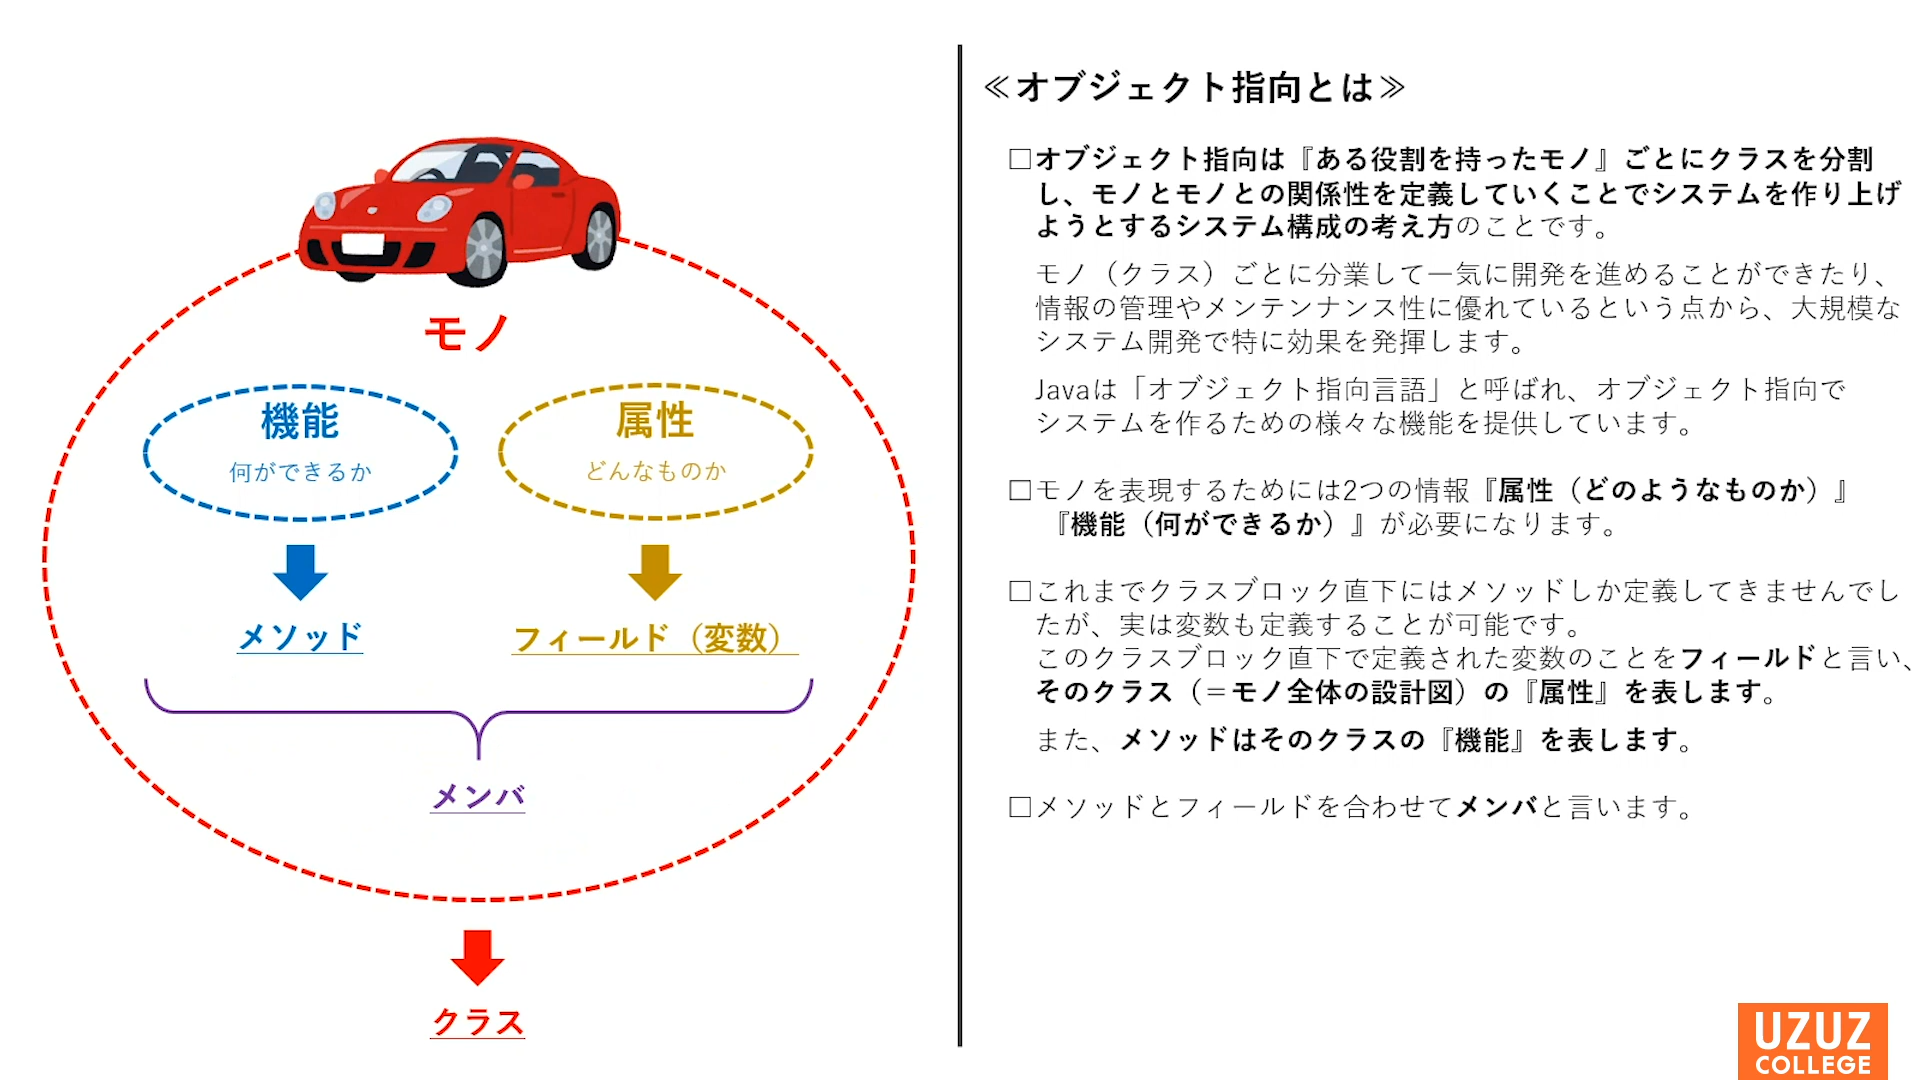 モノ
機能
何ができるか
属性
どんなものか
メソッド
フィールド（変数）
メンバ
クラス
≪オブジェクト指向とは≫
□オブジェクト指向は『ある役割を持ったモノ』ごとにクラスを分割
し、モノとモノとの関係性を定義していくことでシステムを作り上げ
ようとするシステム構成の考え方のことです。
モノ（クラス）ごとに分業して一気に開発を進めることができたり、
情報の管理やメンテンナンス性に優れているという点から、大規模な
システム開発で特に効果を発揮します。
Javaは「オブジェクト指向言語」と呼ばれ、オブジェクト指向で
システムを作るための様々な機能を提供しています。
□モノを表現するためには2つの情報『属性（どのようなものか）』
『機能（何ができるか）』が必要になります。
□これまでクラスブロック直下にはメソッドしか定義してきませんでし
たが、実は変数も定義することが可能です。
このクラスブロック直下で定義された変数のことをフィールドと言い、
そのクラス（＝モノ全体の設計図）の『属性』を表します。
また、メソッドはそのクラスの『機能』を表します。
□メソッドとフィールドを合わせてメンバと言います。
UZUZ
COLLEGE